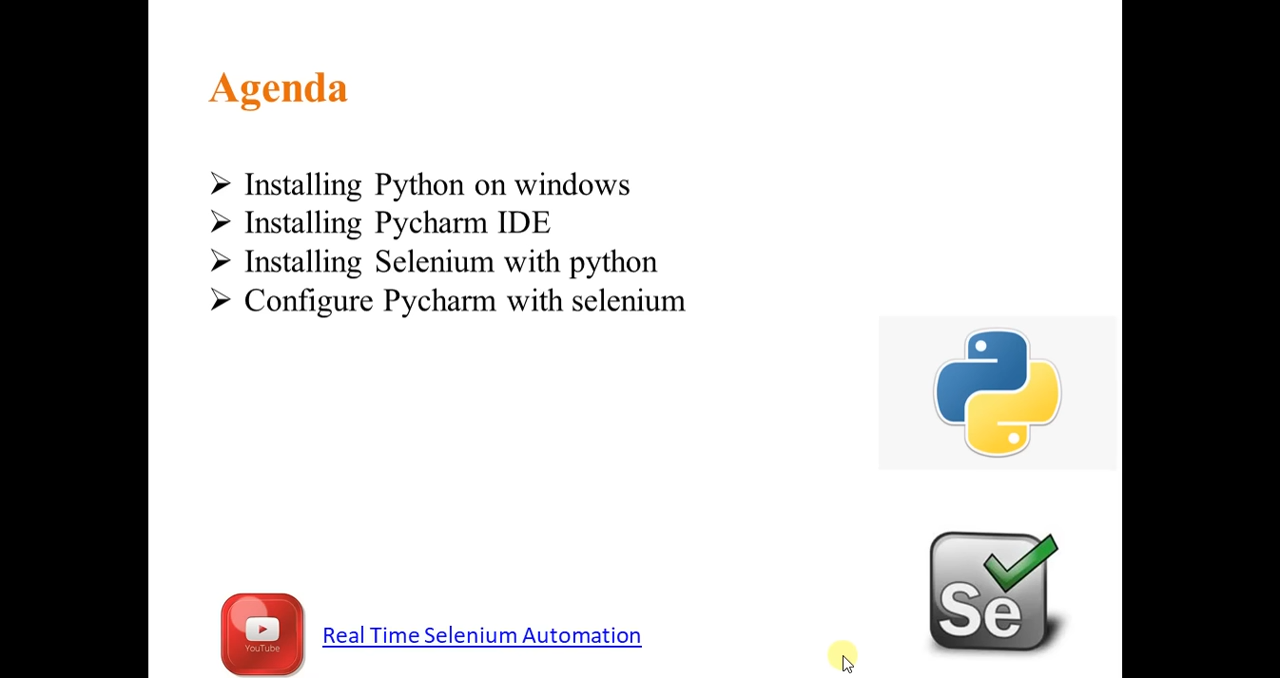 Agenda
➢ Installing Python on windows
➢ Installing Pycharm IDE
➢ Installing Selenium with python
➢ Configure Pycharm with selenium
Se
YouTube
Real Time Selenium Automation